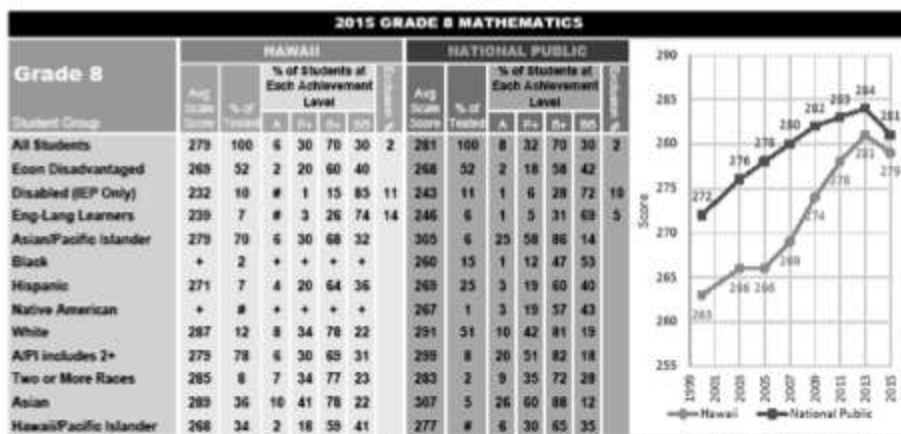 2015 GRADE 8 MATHEMATICS
HAWAII NATIONAL PUBLIC
Grade 8
% of Students at Each Achievement Level
% of Students at Each Achievement Level
Student Group Avg Scale Score % of Tested A P+ B+ BB Exclusion % Avg Scale Score % of Tested A P+ B+ BB Exclusion %
All Students 279 100 6 30 70 30 2 281 100 8 32 70 30 2
Econ Disadvantaged 269 52 2 20 60 40 268 52 2 18 58 42
Disabled (IEP Only) 232 10 # 1 15 85 11 243 11 1 6 28 72 10
Eng-Lang Learners 239 7 # 3 26 74 14 246 6 1 5 31 69 5
Asian/Pacific Islander 279 70 6 30 68 32 305 6 25 58 86 14
Black + 2 + + + + 260 15 1 12 47 53
Hispanic 271 7 4 20 64 36 269 25 3 19 60 40
Native American + # + + + + 267 1 3 19 57 43
White 287 12 8 34 78 22 291 51 10 42 81 19
A/PI includes 2+ 279 78 6 30 69 31 299 8 20 51 82 18
Two or More Races 285 8 7 34 77 23 283 2 9 35 72 28
Asian 289 36 10 41 78 22 307 5 26 60 88 12
Hawaii/Pacific Islander 268 34 2 18 59 41 277 # 6 30 65 35
290
285
280
275
270
265
260
255
Score
272 276 278 280 282 283 284 281
263 266 266 269 274 278 281 279
1999 2001 2003 2005 2007 2009 2011 2013 2015
Hawaii National Public